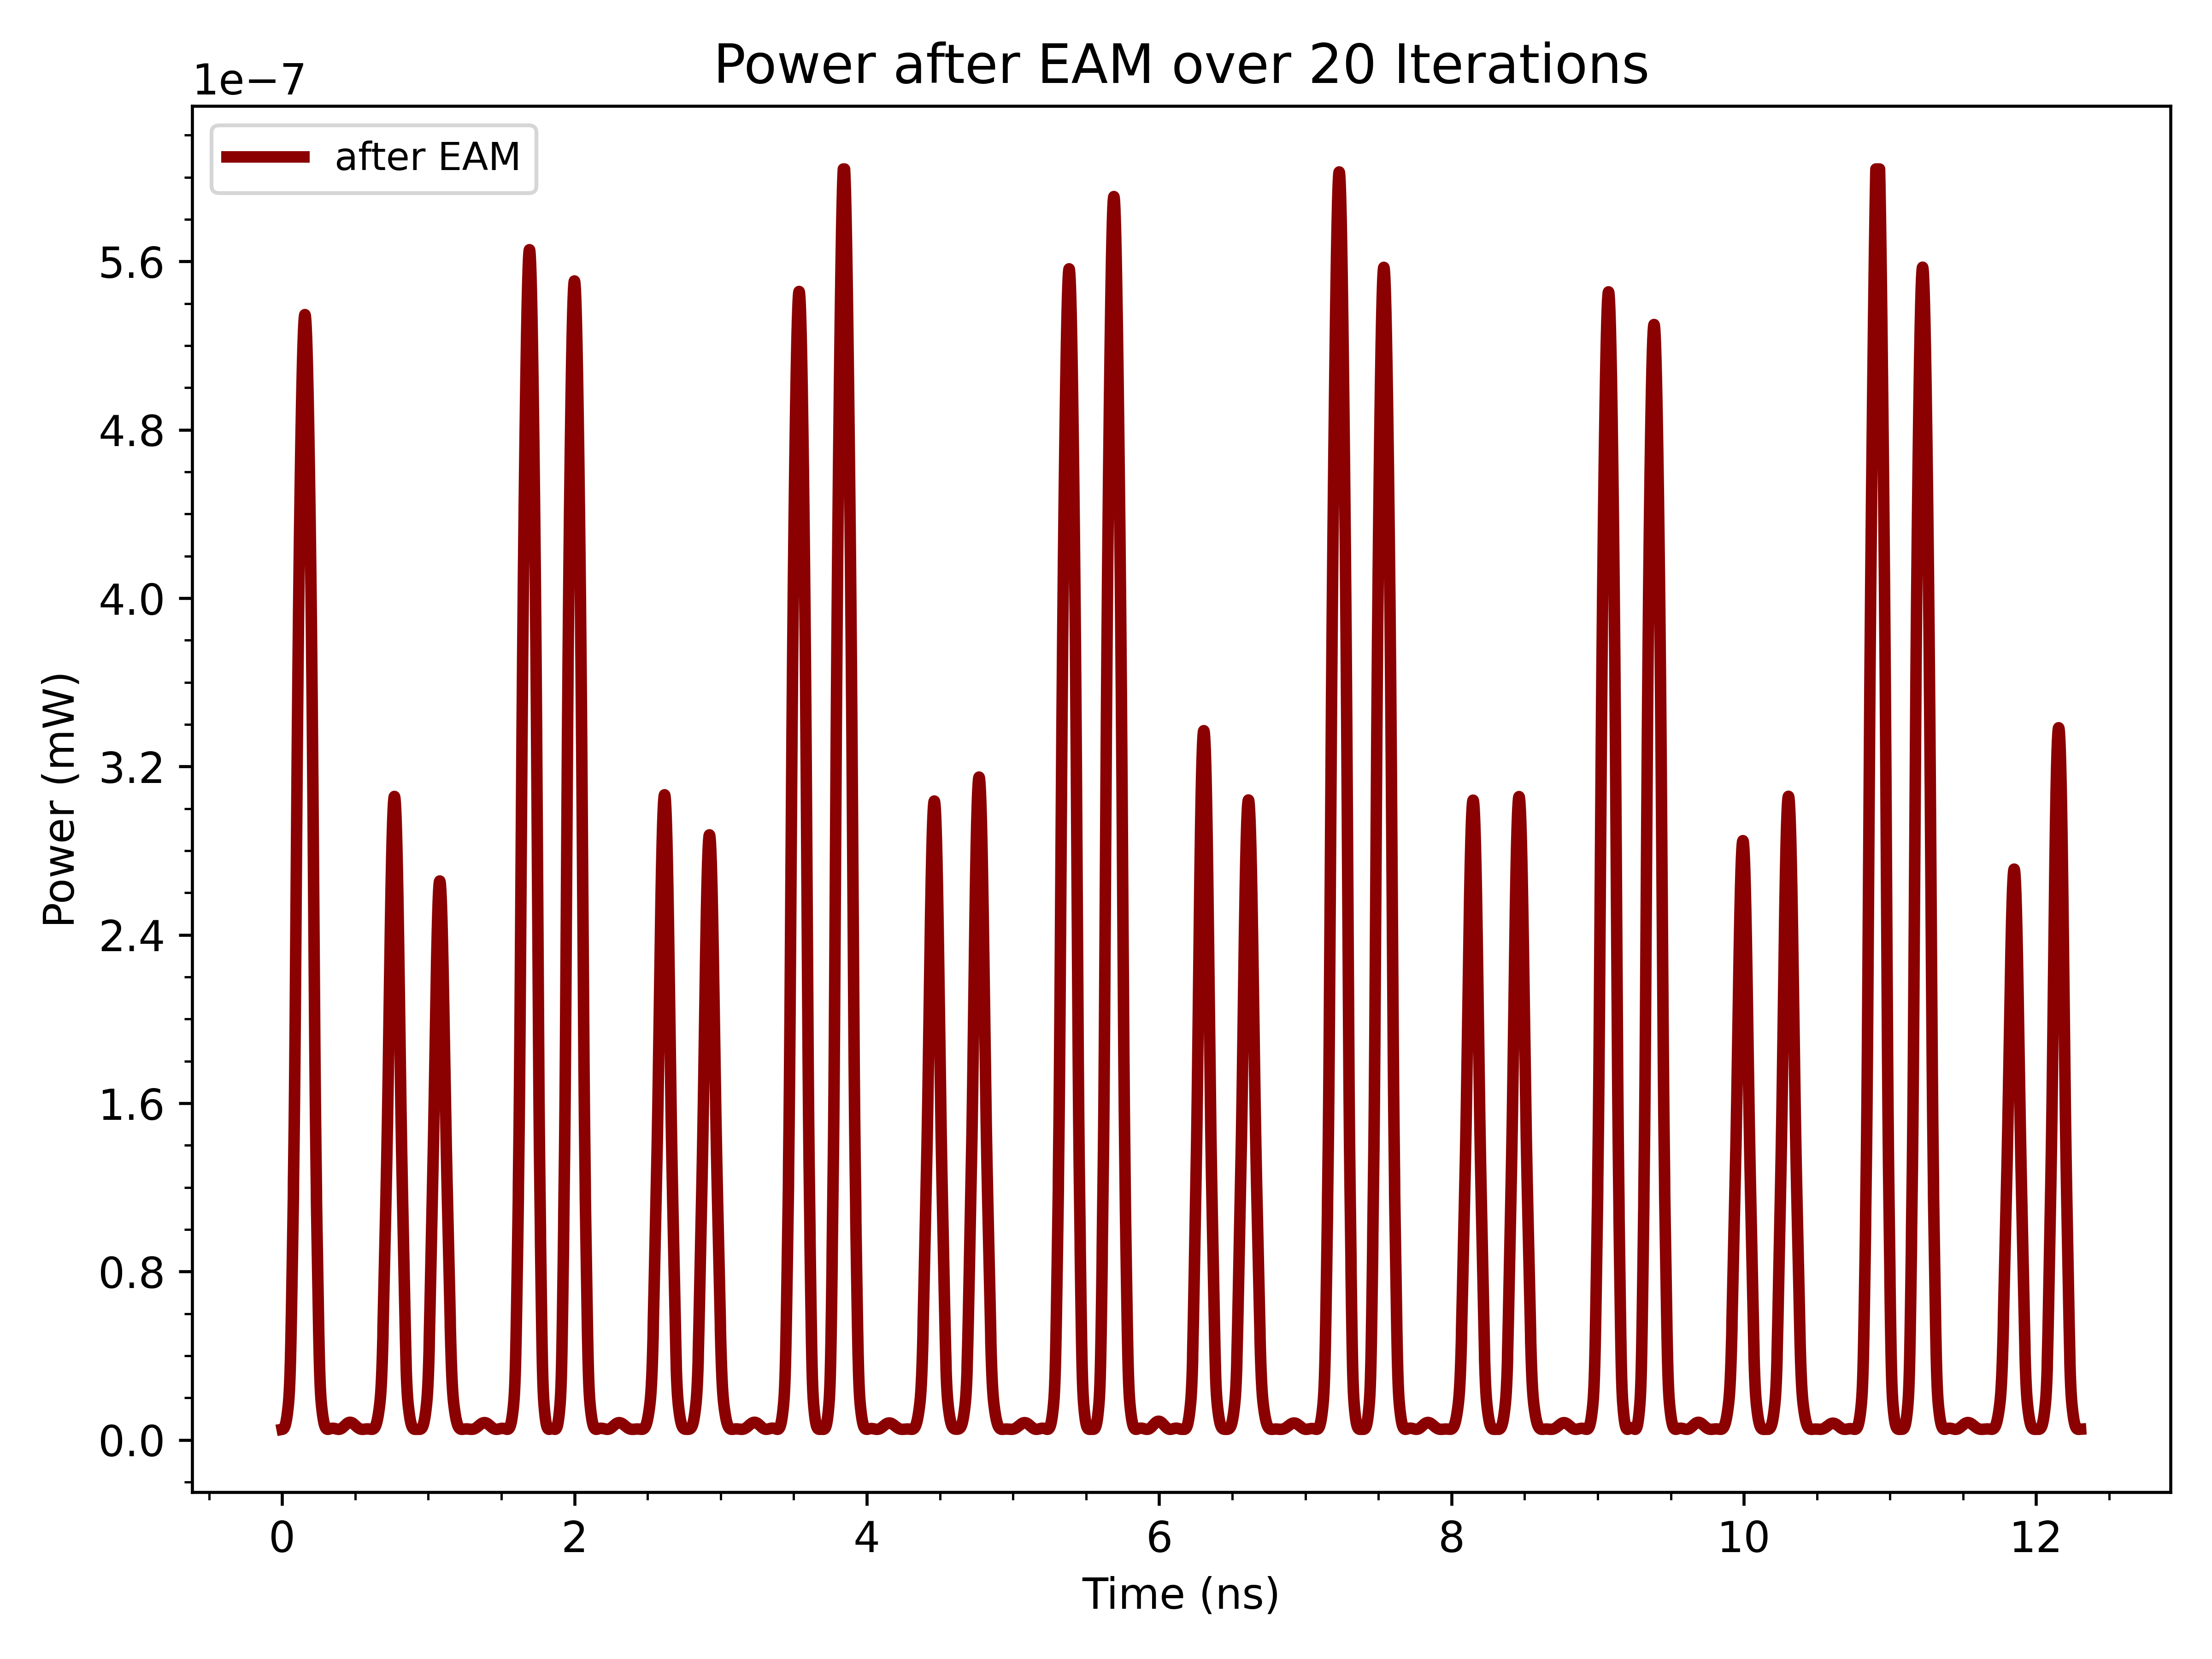 Power after EAM over 20 Iterations
1e−7
after EAM
5.6
4.8
4.0
3.2
2.4
1.6
0.8
0.0
Power (mW)
0 2 4 6 8 10 12
Time (ns)